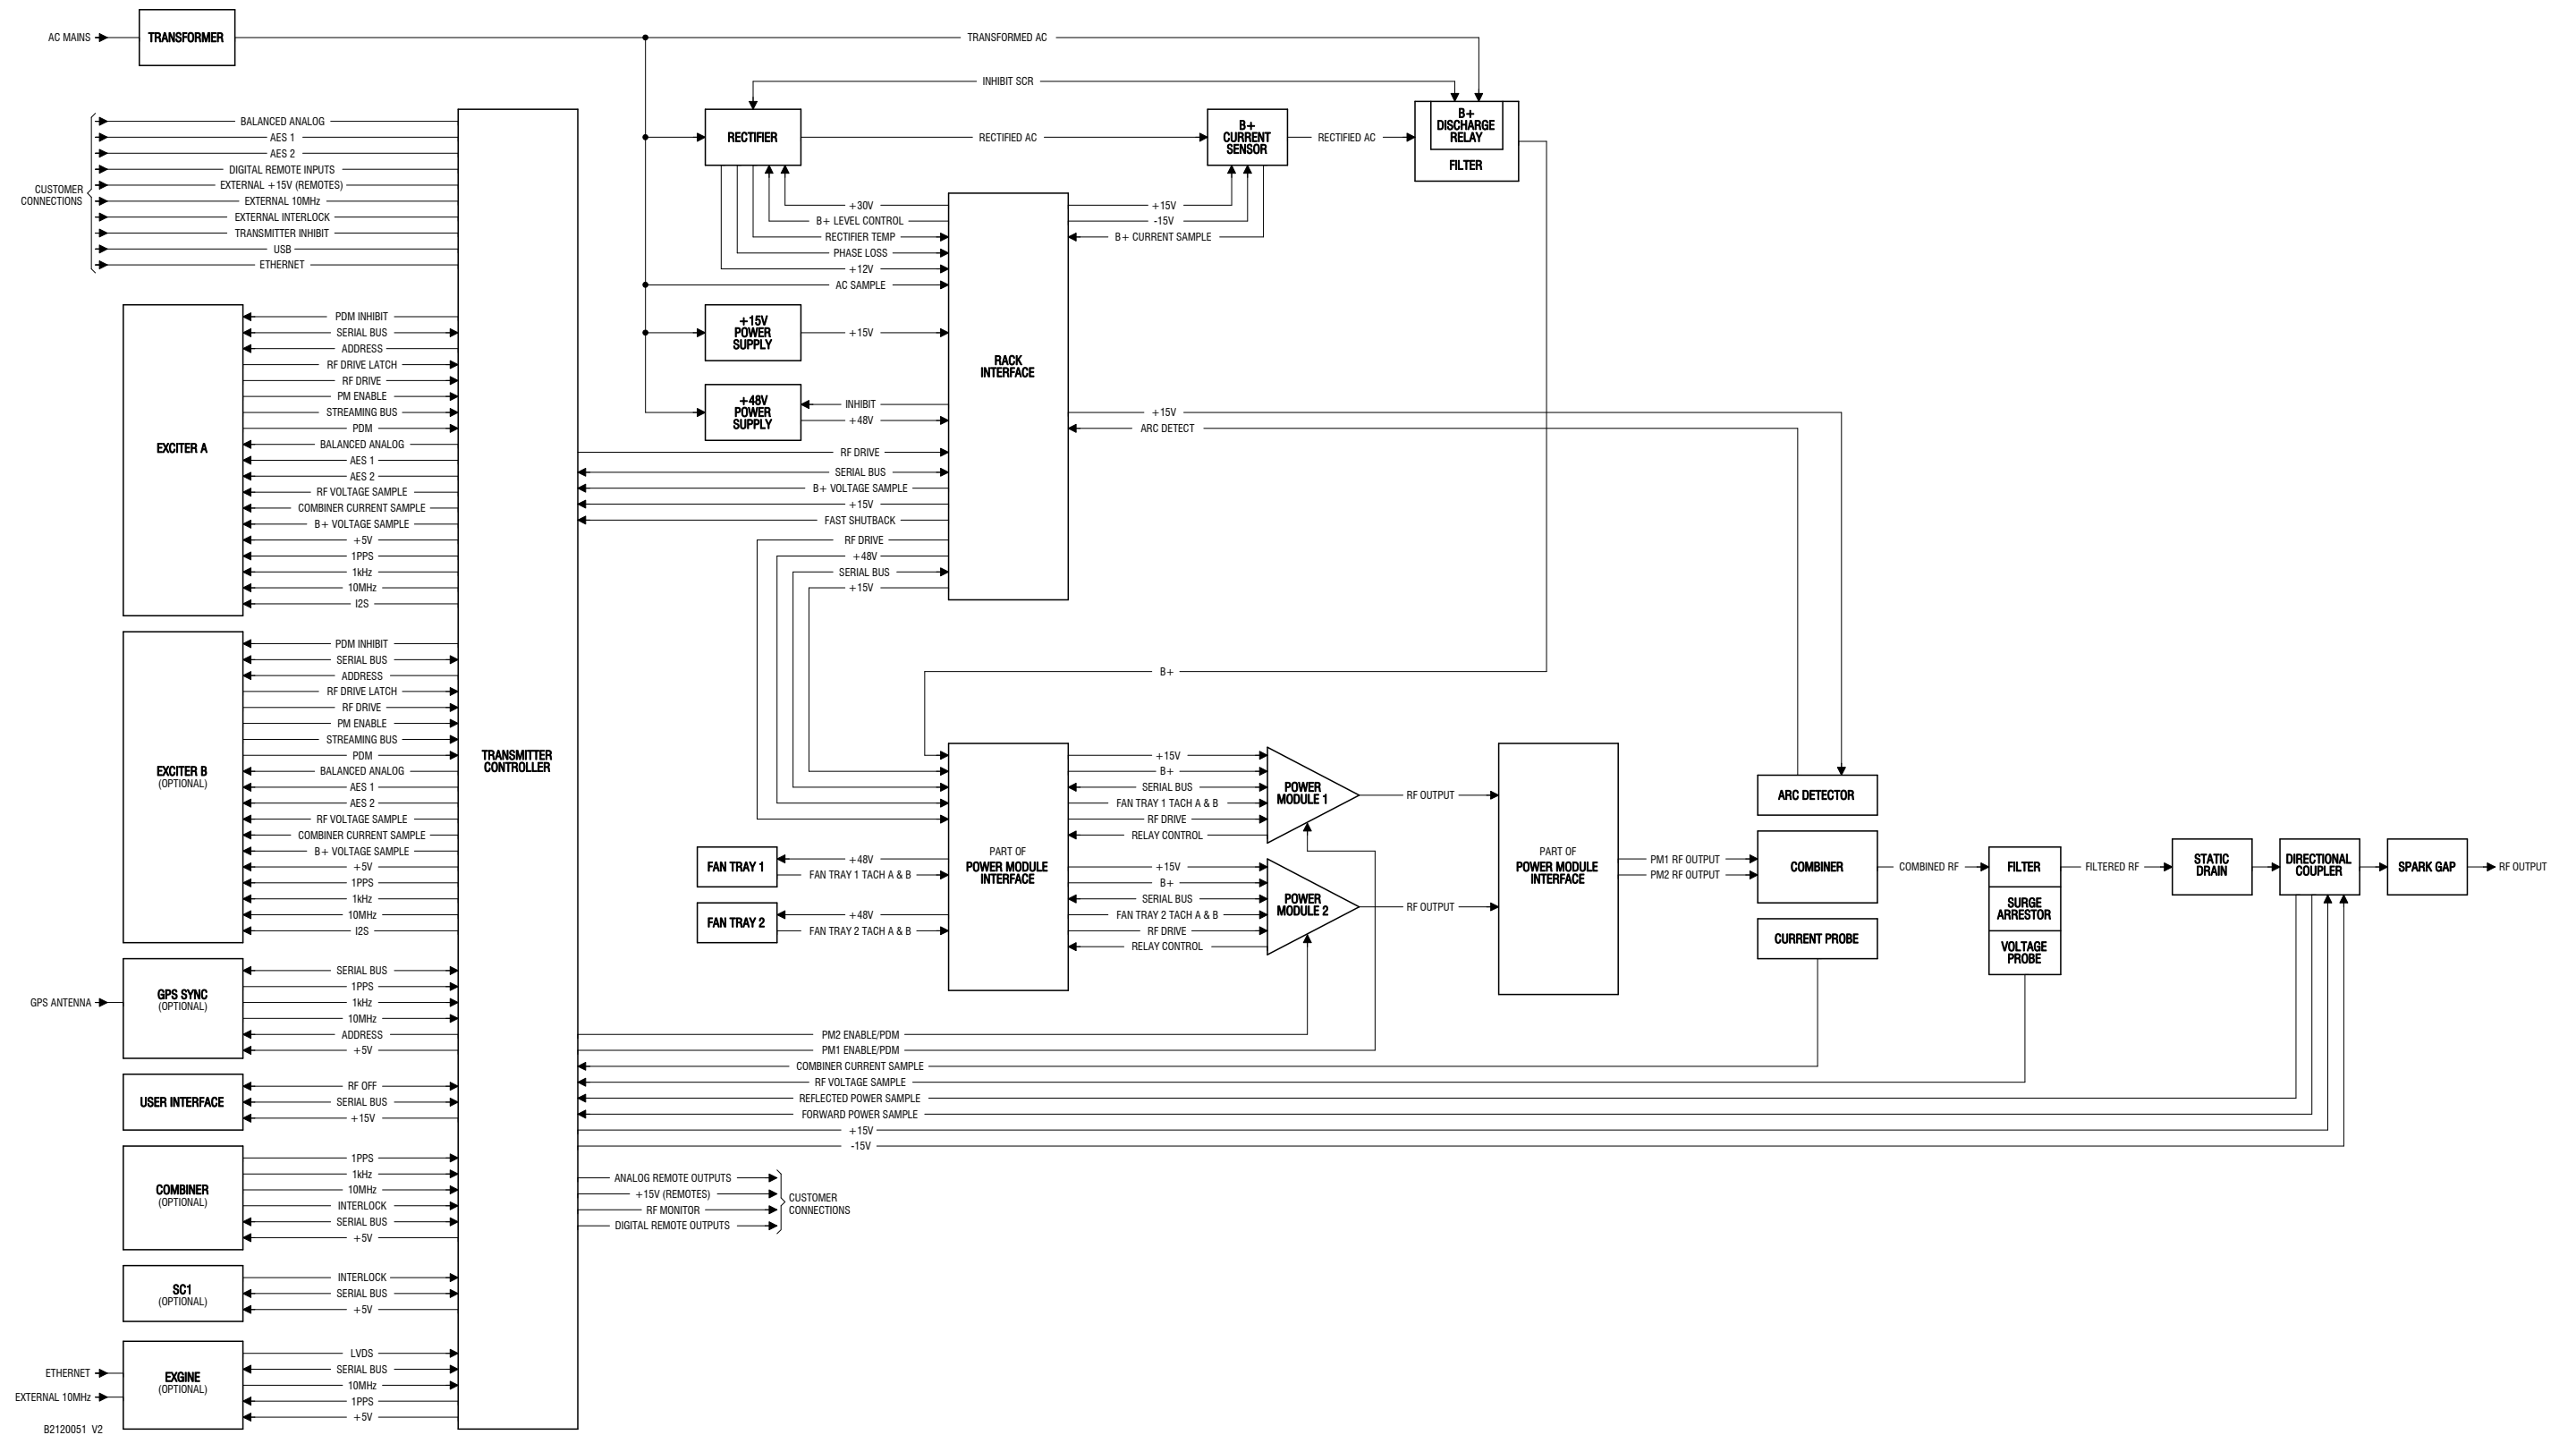 AC MAINS
TRANSFORMER
TRANSFORMED AC
INHIBIT SCR
CUSTOMER
CONNECTIONS
BALANCED ANALOG
AES 1
AES 2
DIGITAL REMOTE INPUTS
EXTERNAL +15V (REMOTES)
EXTERNAL 10MHz
EXTERNAL INTERLOCK
TRANSMITTER INHIBIT
USB
ETHERNET
RECTIFIER
RECTIFIED AC
B+
CURRENT
SENSOR
RECTIFIED AC
B+
DISCHARGE
RELAY
FILTER
+30V
B+ LEVEL CONTROL
RECTIFIER TEMP
PHASE LOSS
+12V
AC SAMPLE
+15V
-15V
B+ CURRENT SAMPLE
+15V
POWER
SUPPLY
+15V
+48V
POWER
SUPPLY
INHIBIT
+48V
RACK
INTERFACE
+15V
ARC DETECT
RF DRIVE
SERIAL BUS
B+ VOLTAGE SAMPLE
+15V
FAST SHUTBACK
RF DRIVE
+48V
SERIAL BUS
+15V
EXCITER A
PDM INHIBIT
SERIAL BUS
ADDRESS
RF DRIVE LATCH
RF DRIVE
PM ENABLE
STREAMING BUS
PDM
BALANCED ANALOG
AES 1
AES 2
RF VOLTAGE SAMPLE
COMBINER CURRENT SAMPLE
B+ VOLTAGE SAMPLE
+5V
1PPS
1kHz
10MHz
I2S
EXCITER B
(OPTIONAL)
PDM INHIBIT
SERIAL BUS
ADDRESS
RF DRIVE LATCH
RF DRIVE
PM ENABLE
STREAMING BUS
PDM
BALANCED ANALOG
AES 1
AES 2
RF VOLTAGE SAMPLE
COMBINER CURRENT SAMPLE
B+ VOLTAGE SAMPLE
+5V
1PPS
1kHz
10MHz
I2S
TRANSMITTER
CONTROLLER
B+
PART OF
POWER MODULE
INTERFACE
+15V
B+
SERIAL BUS
FAN TRAY 1 TACH A & B
RF DRIVE
RELAY CONTROL
POWER
MODULE 1
RF OUTPUT
FAN TRAY 1
+48V
FAN TRAY 1 TACH A & B
FAN TRAY 2
+48V
FAN TRAY 2 TACH A & B
+15V
B+
SERIAL BUS
FAN TRAY 2 TACH A & B
RF DRIVE
RELAY CONTROL
POWER
MODULE 2
RF OUTPUT
PART OF
POWER MODULE
INTERFACE
PM1 RF OUTPUT
PM2 RF OUTPUT
ARC DETECTOR
COMBINER
CURRENT PROBE
COMBINED RF
FILTER
SURGE
ARRESTOR
VOLTAGE
PROBE
FILTERED RF
STATIC
DRAIN
DIRECTIONAL
COUPLER
SPARK GAP
RF OUTPUT
GPS ANTENNA
GPS SYNC
(OPTIONAL)
SERIAL BUS
1PPS
1kHz
10MHz
ADDRESS
+5V
PM2 ENABLE/PDM
PM1 ENABLE/PDM
COMBINER CURRENT SAMPLE
RF VOLTAGE SAMPLE
REFLECTED POWER SAMPLE
FORWARD POWER SAMPLE
+15V
-15V
USER INTERFACE
RF OFF
SERIAL BUS
+15V
COMBINER
(OPTIONAL)
1PPS
1kHz
10MHz
INTERLOCK
SERIAL BUS
+5V
ANALOG REMOTE OUTPUTS
+15V (REMOTES)
RF MONITOR
DIGITAL REMOTE OUTPUTS
CUSTOMER
CONNECTIONS
SC1
(OPTIONAL)
INTERLOCK
SERIAL BUS
+5V
ETHERNET
EXTERNAL 10MHz
EXGINE
(OPTIONAL)
LVDS
SERIAL BUS
10MHz
1PPS
+5V
B2120051 V2